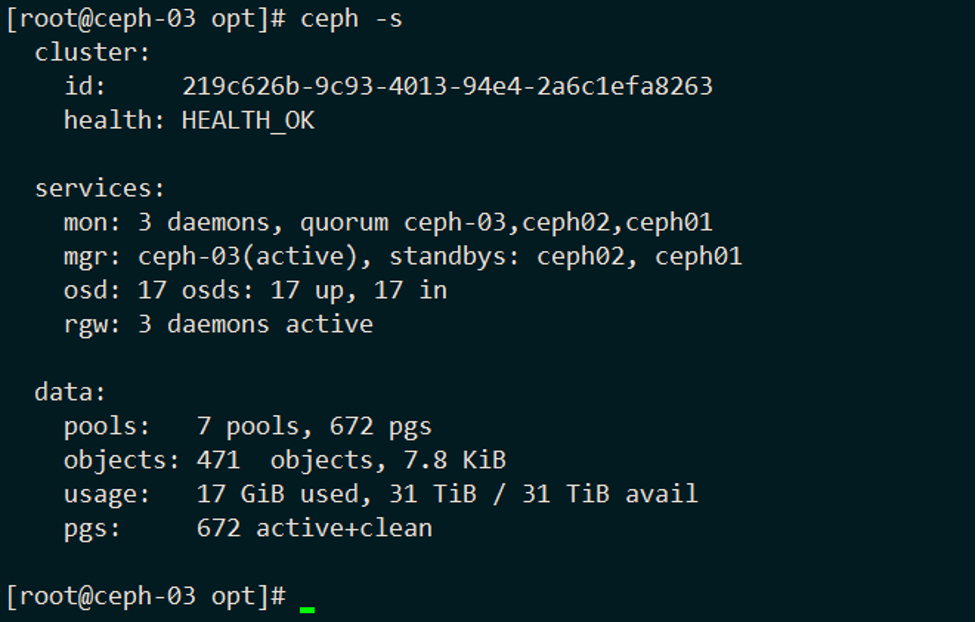 [root@ceph-03 opt]# ceph -s
  cluster:
    id:     219c626b-9c93-4013-94e4-2a6c1efa8263
    health: HEALTH_OK

  services:
    mon: 3 daemons, quorum ceph-03,ceph02,ceph01
    mgr: ceph-03(active), standbys: ceph02, ceph01
    osd: 17 osds: 17 up, 17 in
    rgw: 3 daemons active

  data:
    pools:   7 pools, 672 pgs
    objects: 471  objects, 7.8 KiB
    usage:   17 GiB used, 31 TiB / 31 TiB avail
    pgs:     672 active+clean

[root@ceph-03 opt]#